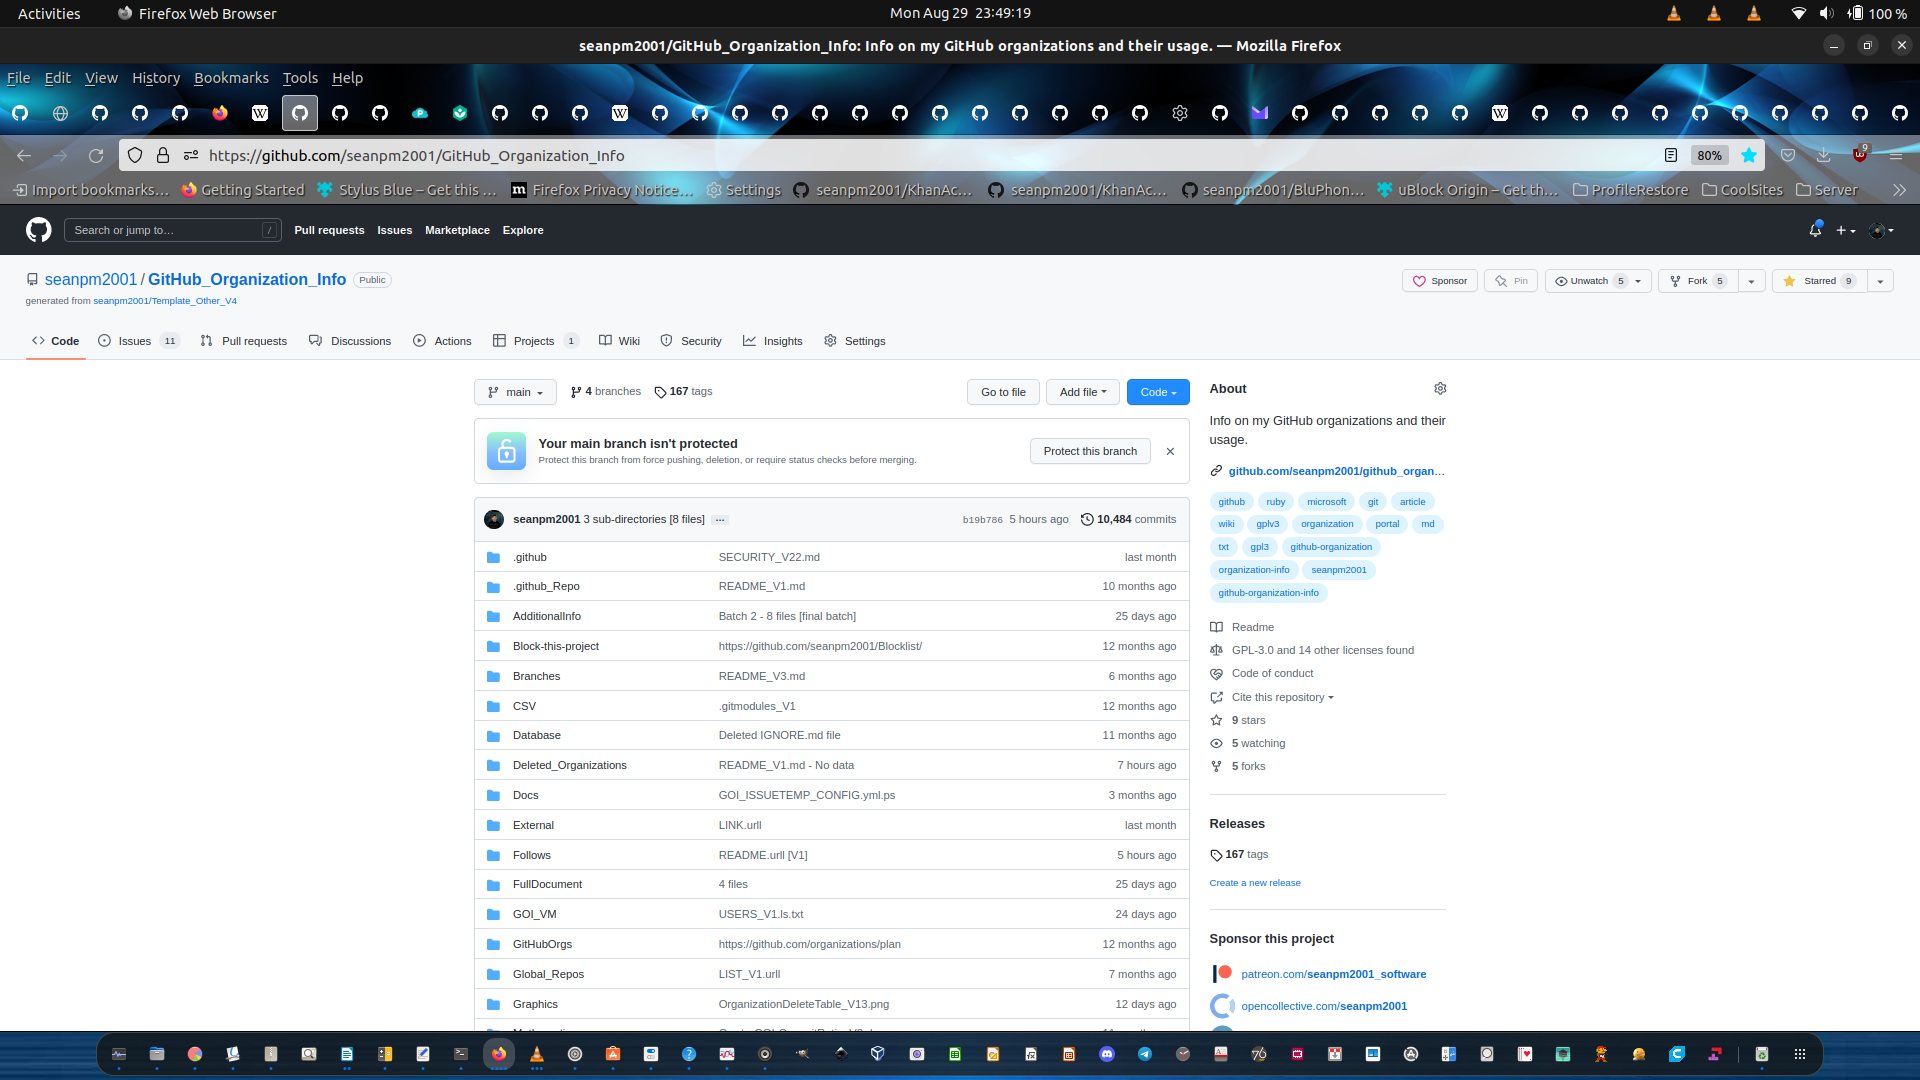 Activities
Firefox Web Browser
Mon Aug 29 23:49:19
100 %
seanpm2001/GitHub_Organization_Info: Info on my GitHub organizations and their usage. — Mozilla Firefox
File Edit View History Bookmarks Tools Help
https://github.com/seanpm2001/GitHub_Organization_Info
80%
9
Import bookmarks… Getting Started Stylus Blue – Get this … Firefox Privacy Notice… Settings seanpm2001/KhanAc… seanpm2001/KhanAc… seanpm2001/BluPhon… uBlock Origin – Get th… ProfileRestore CoolSites Server
Search or jump to… /
Pull requests Issues Marketplace Explore
seanpm2001 / GitHub_Organization_Info Public
generated from seanpm2001/Template_Other_V4
Sponsor Pin Unwatch 5 Fork 5 Starred 9
Code Issues 11 Pull requests Discussions Actions Projects 1 Wiki Security Insights Settings
main 4 branches 167 tags
Go to file Add file Code
Your main branch isn't protected
Protect this branch from force pushing, deletion, or require status checks before merging.
Protect this branch
seanpm2001 3 sub-directories [8 files] … b19b786 5 hours ago 10,484 commits
.github SECURITY_V22.md last month
.github_Repo README_V1.md 10 months ago
AdditionalInfo Batch 2 - 8 files [final batch] 25 days ago
Block-this-project https://github.com/seanpm2001/Blocklist/ 12 months ago
Branches README_V3.md 6 months ago
CSV .gitmodules_V1 12 months ago
Database Deleted IGNORE.md file 11 months ago
Deleted_Organizations README_V1.md - No data 7 hours ago
Docs GOI_ISSUETEMP_CONFIG.yml.ps 3 months ago
External LINK.urll last month
Follows README.urll [V1] 5 hours ago
FullDocument 4 files 25 days ago
GOI_VM USERS_V1.ls.txt 24 days ago
GitHubOrgs https://github.com/organizations/plan 12 months ago
Global_Repos LIST_V1.urll 7 months ago
Graphics OrganizationDeleteTable_V13.png 12 days ago
About
Info on my GitHub organizations and their
usage.
github.com/seanpm2001/github_organ…
github ruby microsoft git article
wiki gplv3 organization portal md
txt gpl3 github-organization
organization-info seanpm2001
github-organization-info
Readme
GPL-3.0 and 14 other licenses found
Code of conduct
Cite this repository
9 stars
5 watching
5 forks
Releases
167 tags
Create a new release
Sponsor this project
patreon.com/seanpm2001_software
opencollective.com/seanpm2001